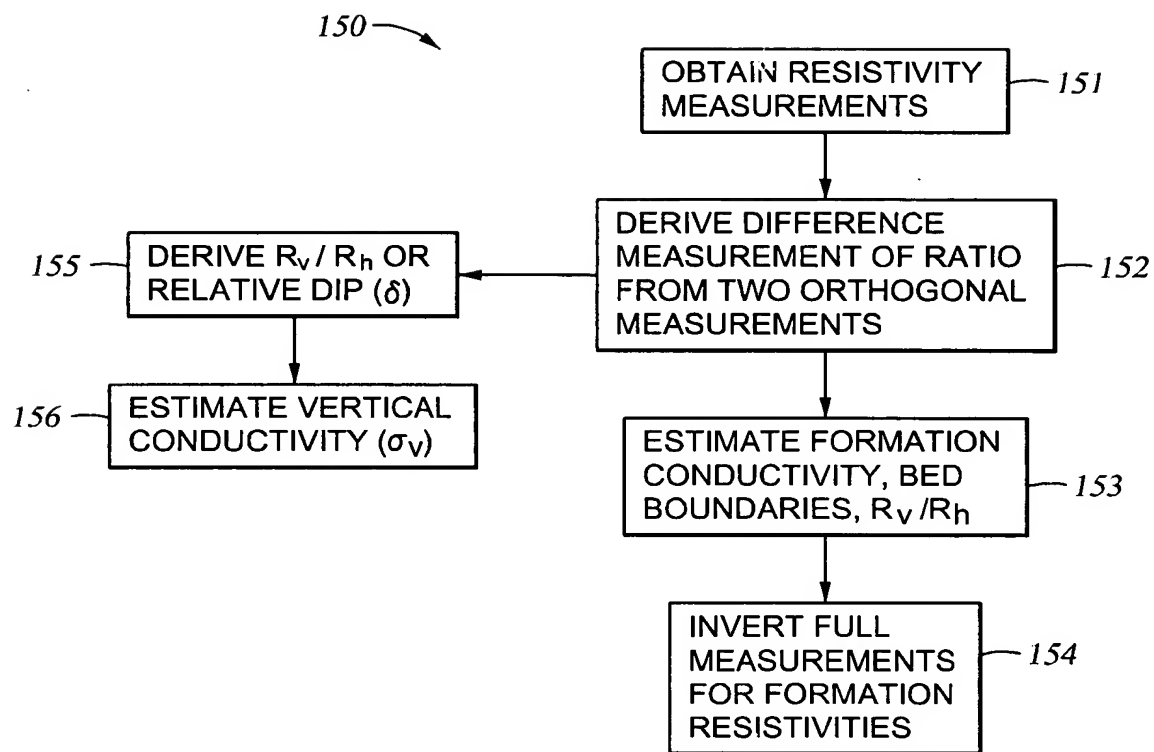 150
OBTAIN RESISTIVITY
MEASUREMENTS
151
DERIVE DIFFERENCE
MEASUREMENT OF RATIO
FROM TWO ORTHOGONAL
MEASUREMENTS
152
155
DERIVE Rv / Rh OR
RELATIVE DIP (δ)
156
ESTIMATE VERTICAL
CONDUCTIVITY (σv)
ESTIMATE FORMATION
CONDUCTIVITY, BED
BOUNDARIES, Rv/Rh
153
INVERT FULL
MEASUREMENTS
FOR FORMATION
RESISTIVITIES
154